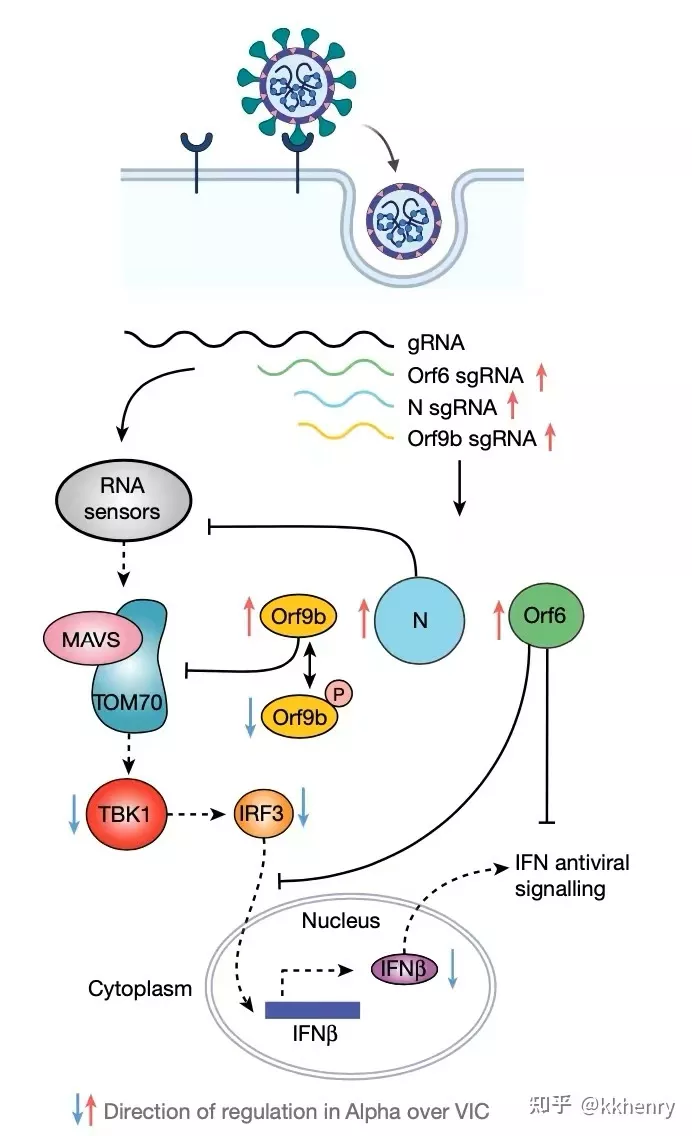 gRNA
Orf6 sgRNA
N sgRNA
Orf9b sgRNA
RNA
sensors
MAVS
TOM70
Orf9b
N
Orf6
P
Orf9b
TBK1
IRF3
IFN antiviral
signalling
Nucleus
IFNβ
Cytoplasm
IFNβ
Direction of regulation in Alpha over VIC
知乎 @kkhenry